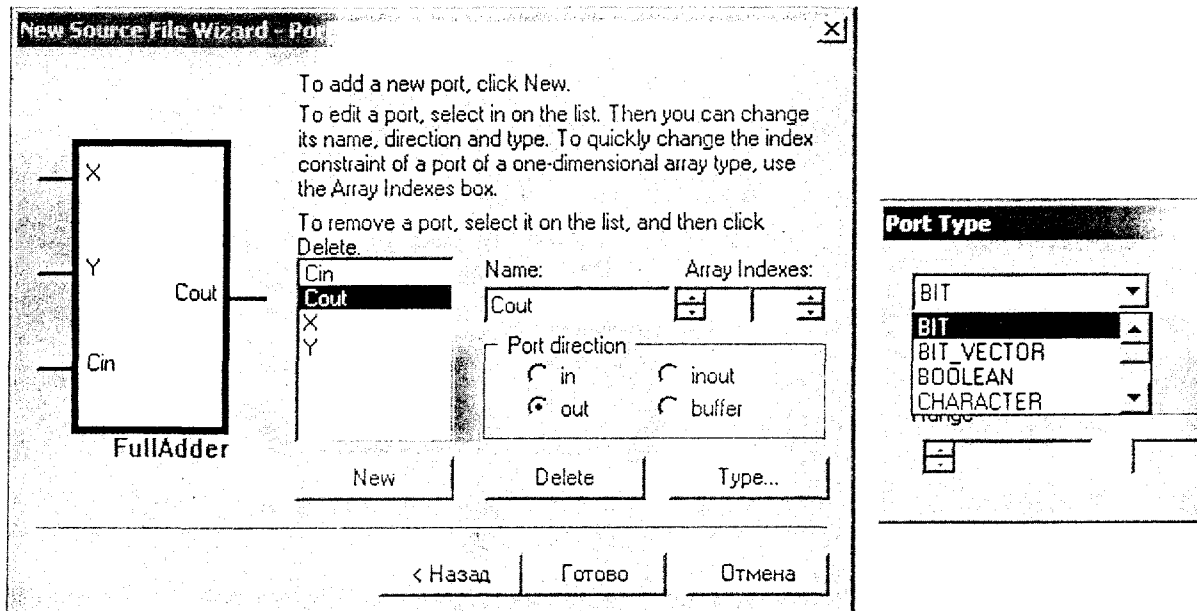 New Source File Wizard - Por
To add a new port, click New.
To edit a port, select in on the list. Then you can change
its name, direction and type. To quickly change the index
constraint of a port of a one-dimensional array type, use
the Array Indexes box.
To remove a port, select it on the list, and then click
Delete.
X
Y
Cout
Cin
FullAdder
Cin
Cout
X
Y
Name:
Array Indexes:
Cout
Port direction
in
inout
out
buffer
New
Delete
Type...
< Назад
Готово
Отмена
Port Type
BIT
BIT
BIT_VECTOR
BOOLEAN
CHARACTER
Range